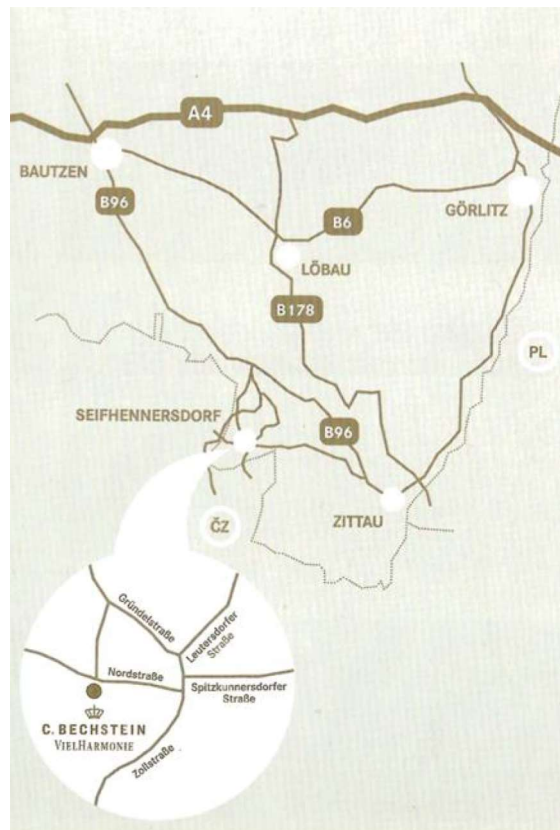 A4
BAUTZEN
B96
GÖRLITZ
B6
LÖBAU
B178
PL
SEIFHENNERSDORF
B96
ZITTAU
ČZ
Gründelstraße
Leutersdorfer
Straße
Nordstraße
Spitzkunnersdorfer
Straße
C. BECHSTEIN
VIELHARMONIE
Zollstraße